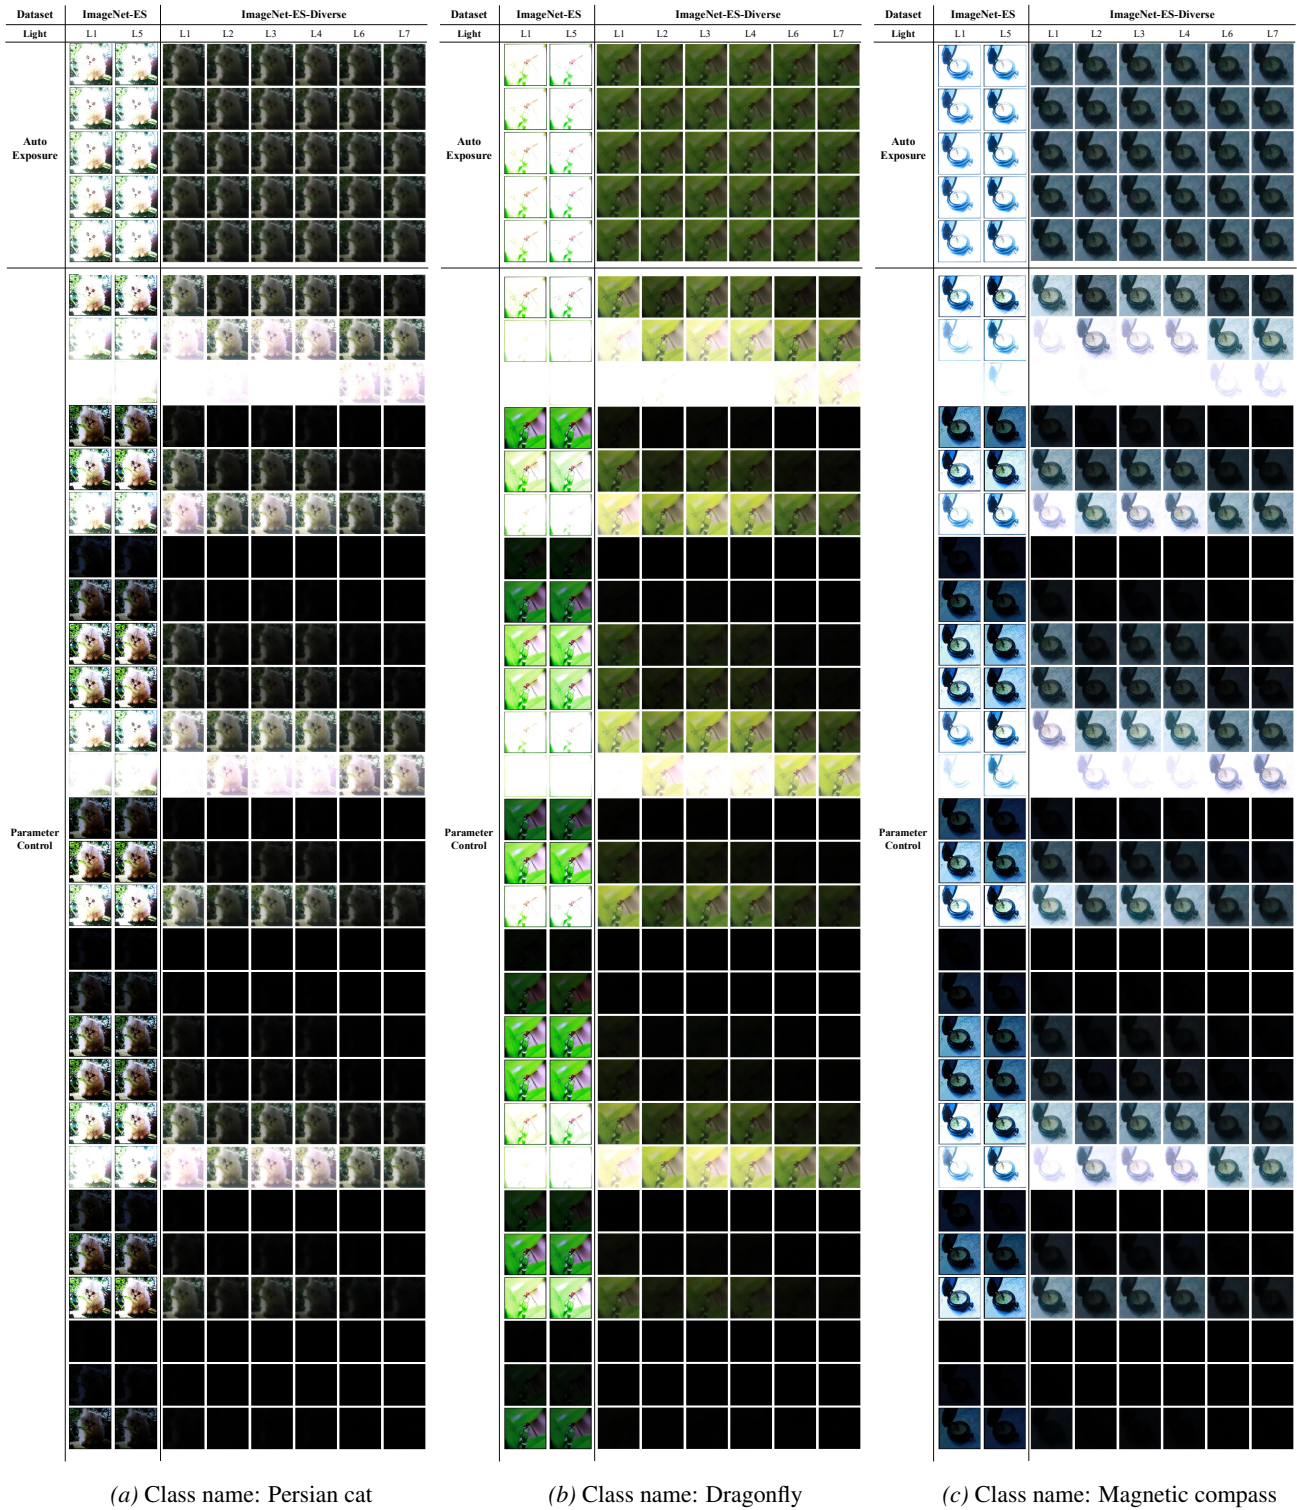 Dataset ImageNet-ES ImageNet-ES-Diverse
Light L1 L5 L1 L2 L3 L4 L6 L7
Auto
Exposure
Parameter
Control
(a) Class name: Persian cat
Dataset ImageNet-ES ImageNet-ES-Diverse
Light L1 L5 L1 L2 L3 L4 L6 L7
Auto
Exposure
Parameter
Control
(b) Class name: Dragonfly
Dataset ImageNet-ES ImageNet-ES-Diverse
Light L1 L5 L1 L2 L3 L4 L6 L7
Auto
Exposure
Parameter
Control
(c) Class name: Magnetic compass